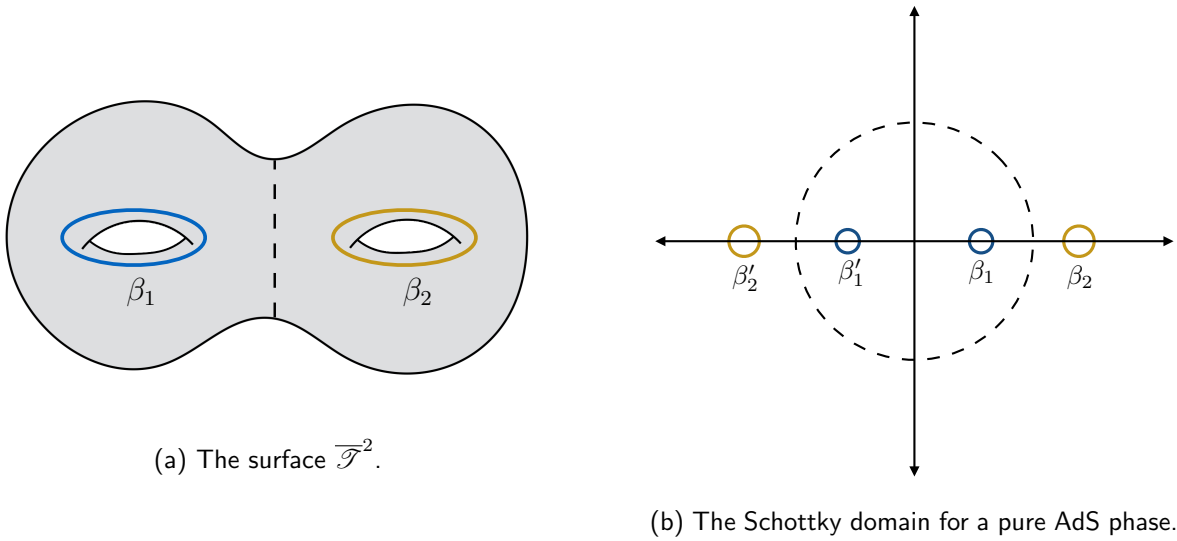 β₁
β₂
(a) The surface 𝒯̅².
β′₂ β′₁ β₁ β₂
(b) The Schottky domain for a pure AdS phase.